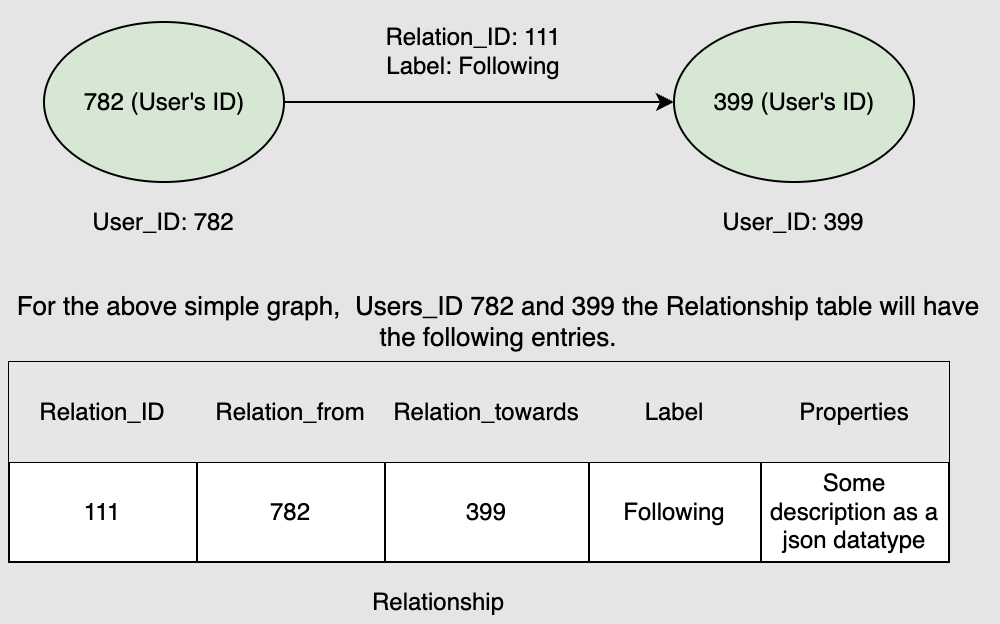 Relation_ID: 111
Label: Following
782 (User's ID)
399 (User's ID)
User_ID: 782
User_ID: 399
For the above simple graph,  Users_ID 782 and 399 the Relationship table will have
the following entries.
Relation_ID Relation_from Relation_towards Label Properties
111 782 399 Following Some
description as a
json datatype
Relationship